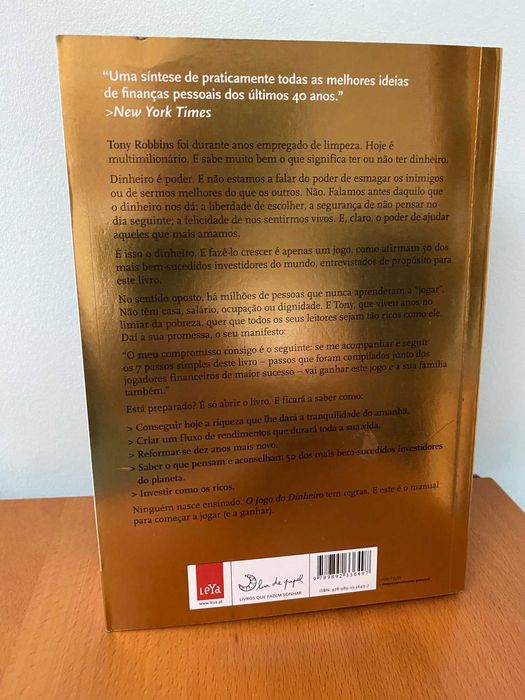 “Uma síntese de praticamente todas as melhores ideias
de finanças pessoais dos últimos 40 anos.”
>New York Times
Tony Robbins foi durante anos empregado de limpeza. Hoje é
multimilionário. E sabe muito bem o que significa ter ou não ter dinheiro.
Dinheiro é poder. E não estamos a falar do poder de esmagar os inimigos
ou de sermos melhores do que os outros. Não. Falamos antes daquilo que
o dinheiro nos dá: a liberdade de escolher, a segurança de não pensar no
dia seguinte; a felicidade de nos sentirmos vivos. E, claro, o poder de ajudar
aqueles que mais amamos.
É isso o dinheiro. E fazê-lo crescer é apenas um jogo, como afirmam 50 dos
mais bem-sucedidos investidores do mundo, entrevistados de propósito para
este livro.
No sentido oposto, há milhões de pessoas que nunca aprenderam a “jogar”.
Não têm casa, salário, ocupação ou dignidade. E Tony, que viveu anos no
limiar da pobreza, quer que todos os seus leitores sejam tão ricos como ele.
Daí a sua promessa, o seu manifesto:
“O meu compromisso consigo é o seguinte: se me acompanhar e seguir
os 7 passos simples deste livro – passos que foram compilados junto dos
jogadores financeiros de maior sucesso – vai ganhar este jogo e a sua família
também.”
Está preparado? É só abrir o livro. E ficará a saber como:
> Conseguir hoje a riqueza que lhe dará a tranquilidade do amanhã.
> Criar um fluxo de rendimentos que durará toda a sua vida.
> Reformar-se dez anos mais novo.
> Saber o que pensam e aconselham 50 dos mais bem-sucedidos investidores
do planeta.
> Investir como os ricos.
Ninguém nasce ensinado. O Jogo do Dinheiro tem regras. E este é o manual
para começar a jogar (e a ganhar).
LeYa
www.leya.pt
lua de papel
LIVROS QUE FAZEM SONHAR
ISBN: 978-989-23-3649-7
9 789892 336497